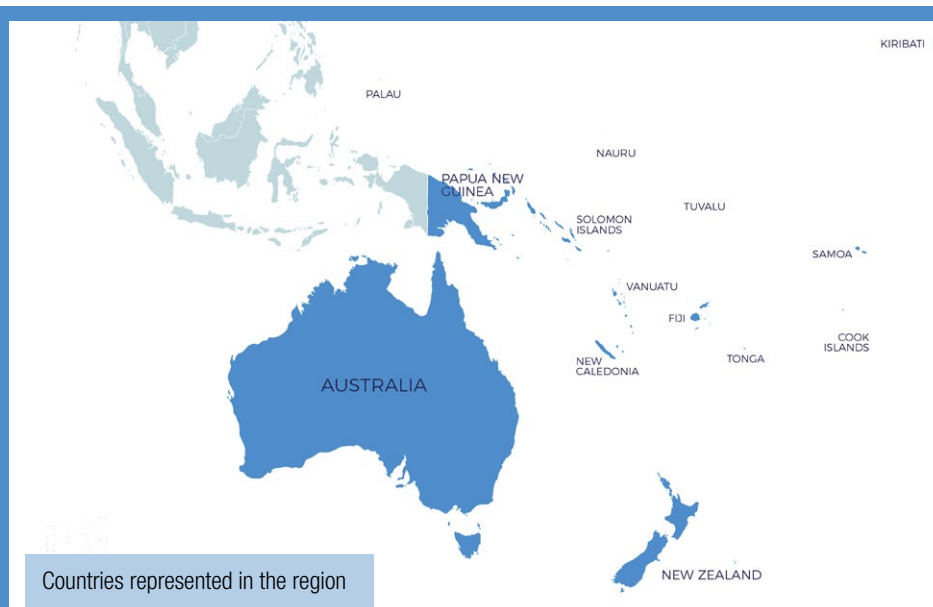 KIRIBATI
PALAU
NAURU
PAPUA NEW
GUINEA
TUVALU
SOLOMON
ISLANDS
SAMOA
VANUATU
FIJI
COOK
ISLANDS
NEW
CALEDONIA
TONGA
AUSTRALIA
NEW ZEALAND
Countries represented in the region